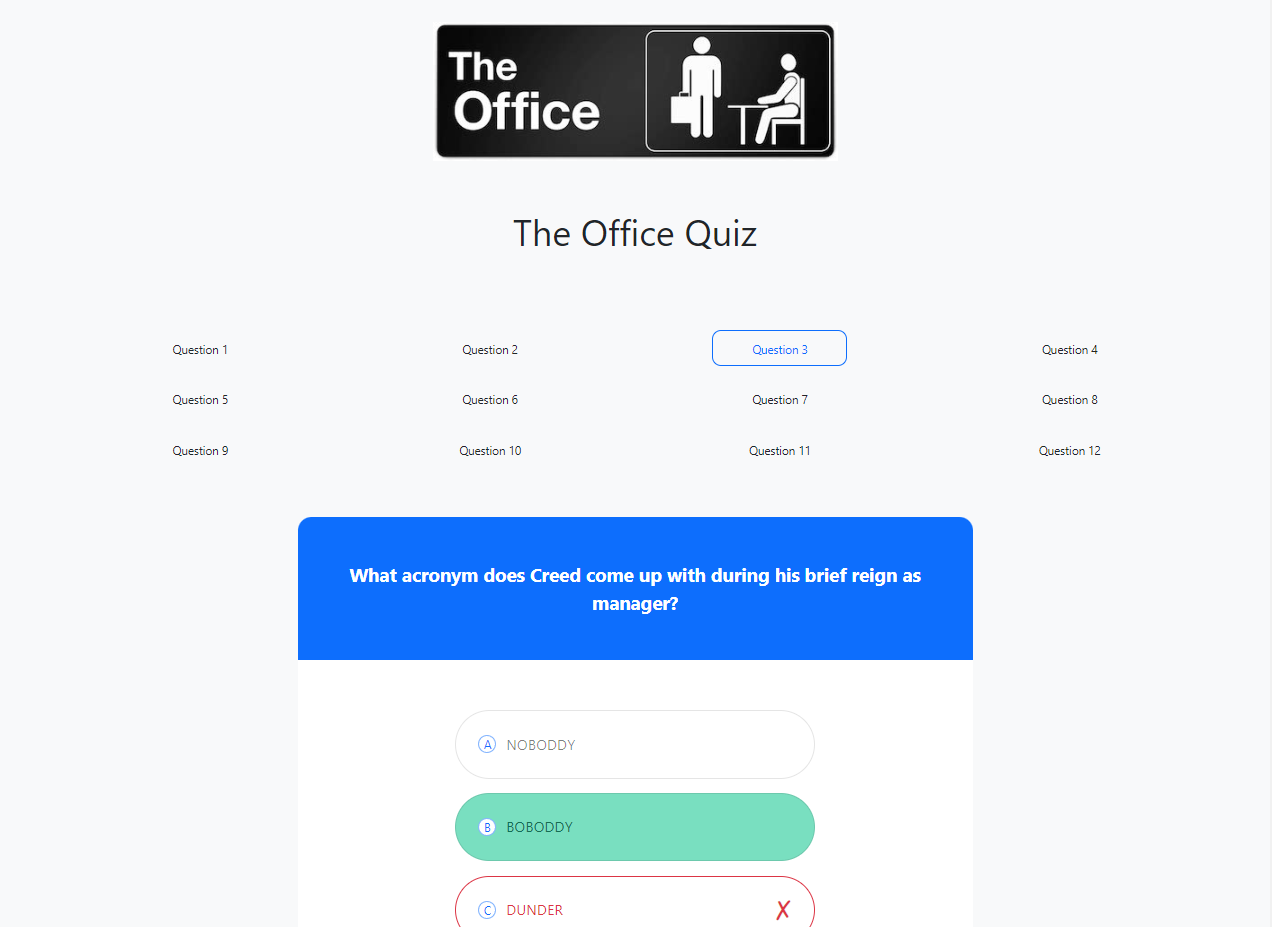 The
Office
The Office Quiz
Question 1
Question 2
Question 3
Question 4
Question 5
Question 6
Question 7
Question 8
Question 9
Question 10
Question 11
Question 12
What acronym does Creed come up with during his brief reign as
manager?
A NOBODDY
B BOBODDY
C DUNDER ✗